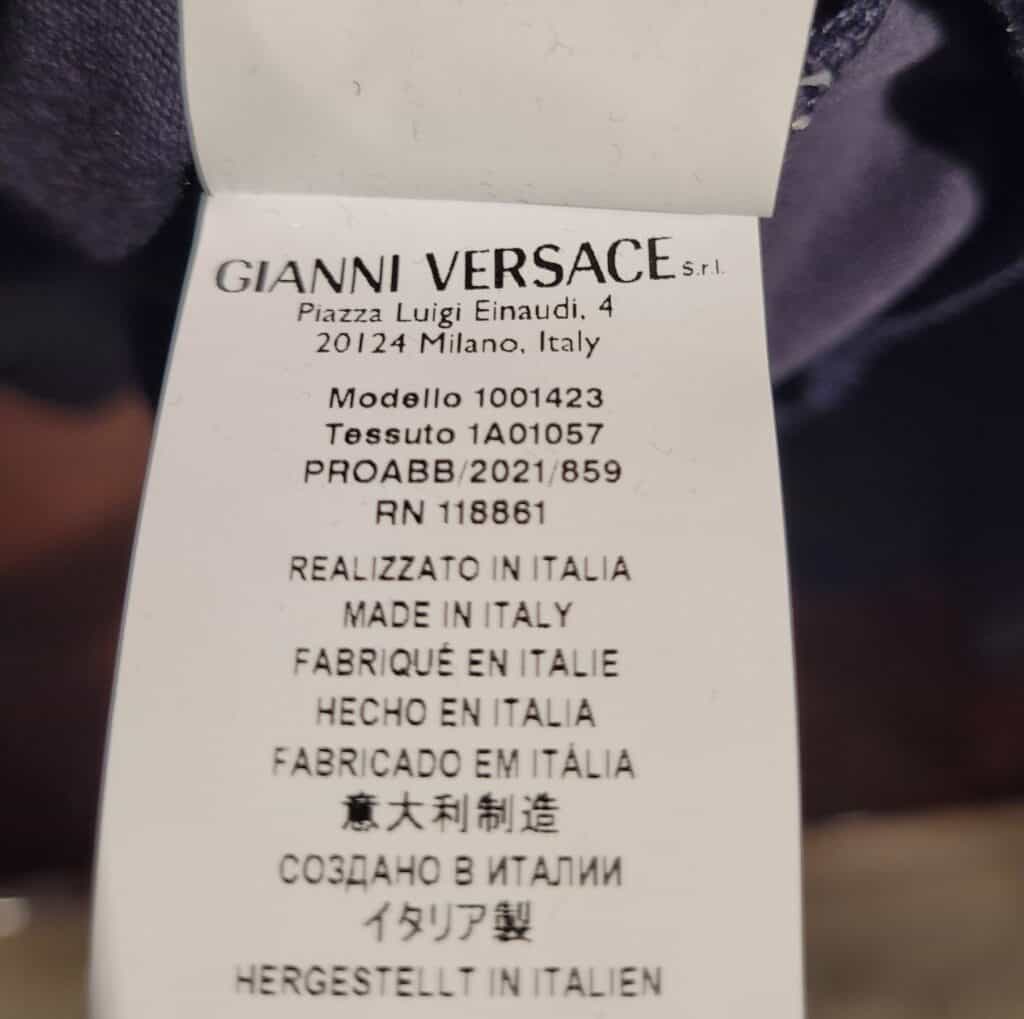 GIANNI VERSACE S.r.l.
Piazza Luigi Einaudi, 4
20124 Milano, Italy
Modello 1001423
Tessuto 1A01057
PROABB/2021/859
RN 118861
REALIZZATO IN ITALIA
MADE IN ITALY
FABRIQUÉ EN ITALIE
HECHO EN ITALIA
FABRICADO EM ITÁLIA
意大利制造
СОЗДАНО В ИТАЛИИ
イタリア製
HERGESTELLT IN ITALIEN